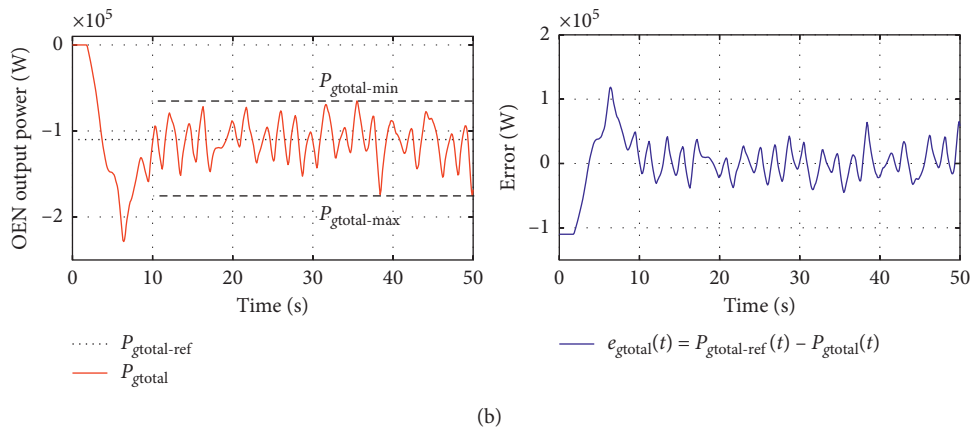 ×10⁵
0
−1
−2
OEN output power (W)
P_gtotal-min
P_gtotal-max
0 10 20 30 40 50
Time (s)
P_gtotal-ref
P_gtotal
×10⁵
2
1
0
−1
Error (W)
0 10 20 30 40 50
Time (s)
e_gtotal(t) = P_gtotal-ref(t) − P_gtotal(t)
(b)